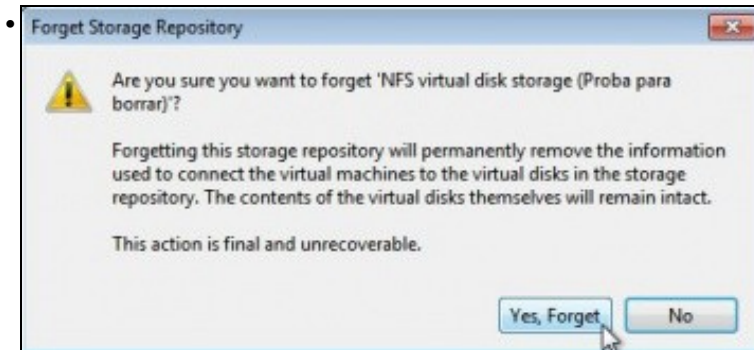 Forget Storage Repository
Are you sure you want to forget 'NFS virtual disk storage (Proba para
borrar)'?
Forgetting this storage repository will permanently remove the information
used to connect the virtual machines to the virtual disks in the storage
repository. The contents of the virtual disks themselves will remain intact.
This action is final and unrecoverable.
Yes, Forget No